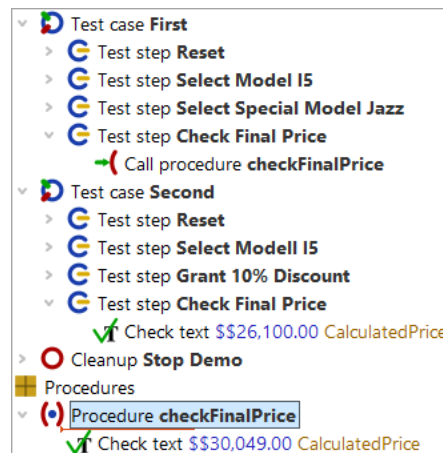 Test case First
Test step Reset
Test step Select Model I5
Test step Select Special Model Jazz
Test step Check Final Price
Call procedure checkFinalPrice
Test case Second
Test step Reset
Test step Select Modell I5
Test step Grant 10% Discount
Test step Check Final Price
Check text $$26,100.00 CalculatedPrice
Cleanup Stop Demo
Procedures
Procedure checkFinalPrice
Check text $$30,049.00 CalculatedPrice